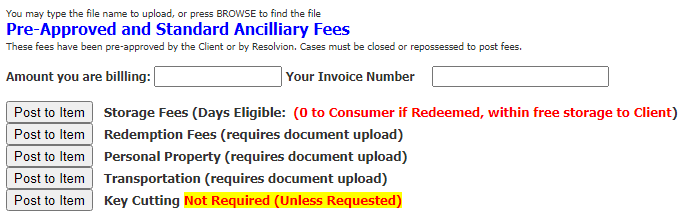 You may type the file name to upload, or press BROWSE to find the file
Pre-Approved and Standard Ancilliary Fees
These fees have been pre-approved by the Client or by Resolvion. Cases must be closed or repossessed to post fees.
Amount you are billling: Your Invoice Number
Post to Item Storage Fees (Days Eligible: (0 to Consumer if Redeemed, within free storage to Client)
Post to Item Redemption Fees (requires document upload)
Post to Item Personal Property (requires document upload)
Post to Item Transportation (requires document upload)
Post to Item Key Cutting Not Required (Unless Requested)